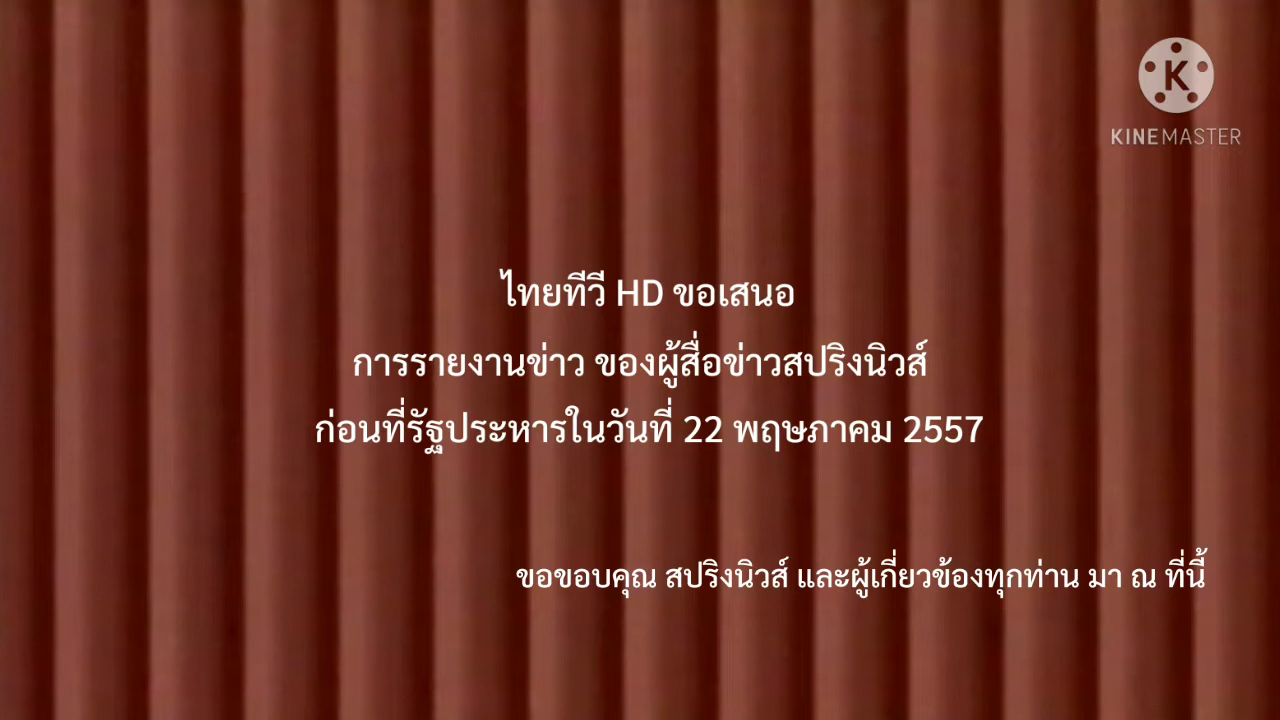 K
KINEMASTER
ไทยทีวี HD ขอเสนอ
การรายงานข่าว ของผู้สื่อข่าวสปริงนิวส์
ก่อนที่รัฐประหารในวันที่ 22 พฤษภาคม 2557
ขอขอบคุณ สปริงนิวส์ และผู้เกี่ยวข้องทุกท่าน มา ณ ที่นี้